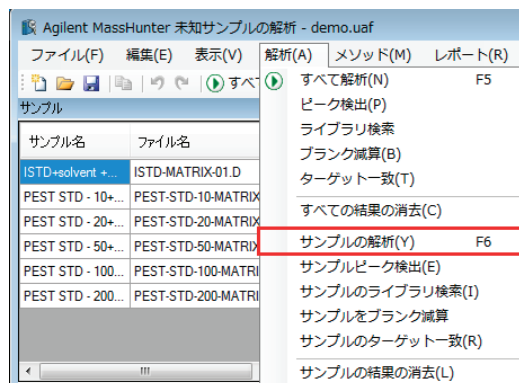 Agilent MassHunter 未知サンプルの解析 - demo.uaf
ファイル(F) 編集(E) 表示(V) 解析(A) メソッド(M) レポート(R)
すべ
サンプル
サンプル名 ファイル名
ISTD+solvent +... ISTD-MATRIX-01.D
PEST STD - 10+... PEST-STD-10-MATRIX
PEST STD - 20+... PEST-STD-20-MATRIX
PEST STD - 50+... PEST-STD-50-MATRIX
PEST STD - 100... PEST-STD-100-MATRI
PEST STD - 200... PEST-STD-200-MATRI
すべて解析(N) F5
ピーク検出(P)
ライブラリ検索
ブランク減算(B)
ターゲット一致(T)
すべての結果の消去(C)
サンプルの解析(Y) F6
サンプルピーク検出(E)
サンプルのライブラリ検索(I)
サンプルをブランク減算
サンプルのターゲット一致(R)
サンプルの結果の消去(L)